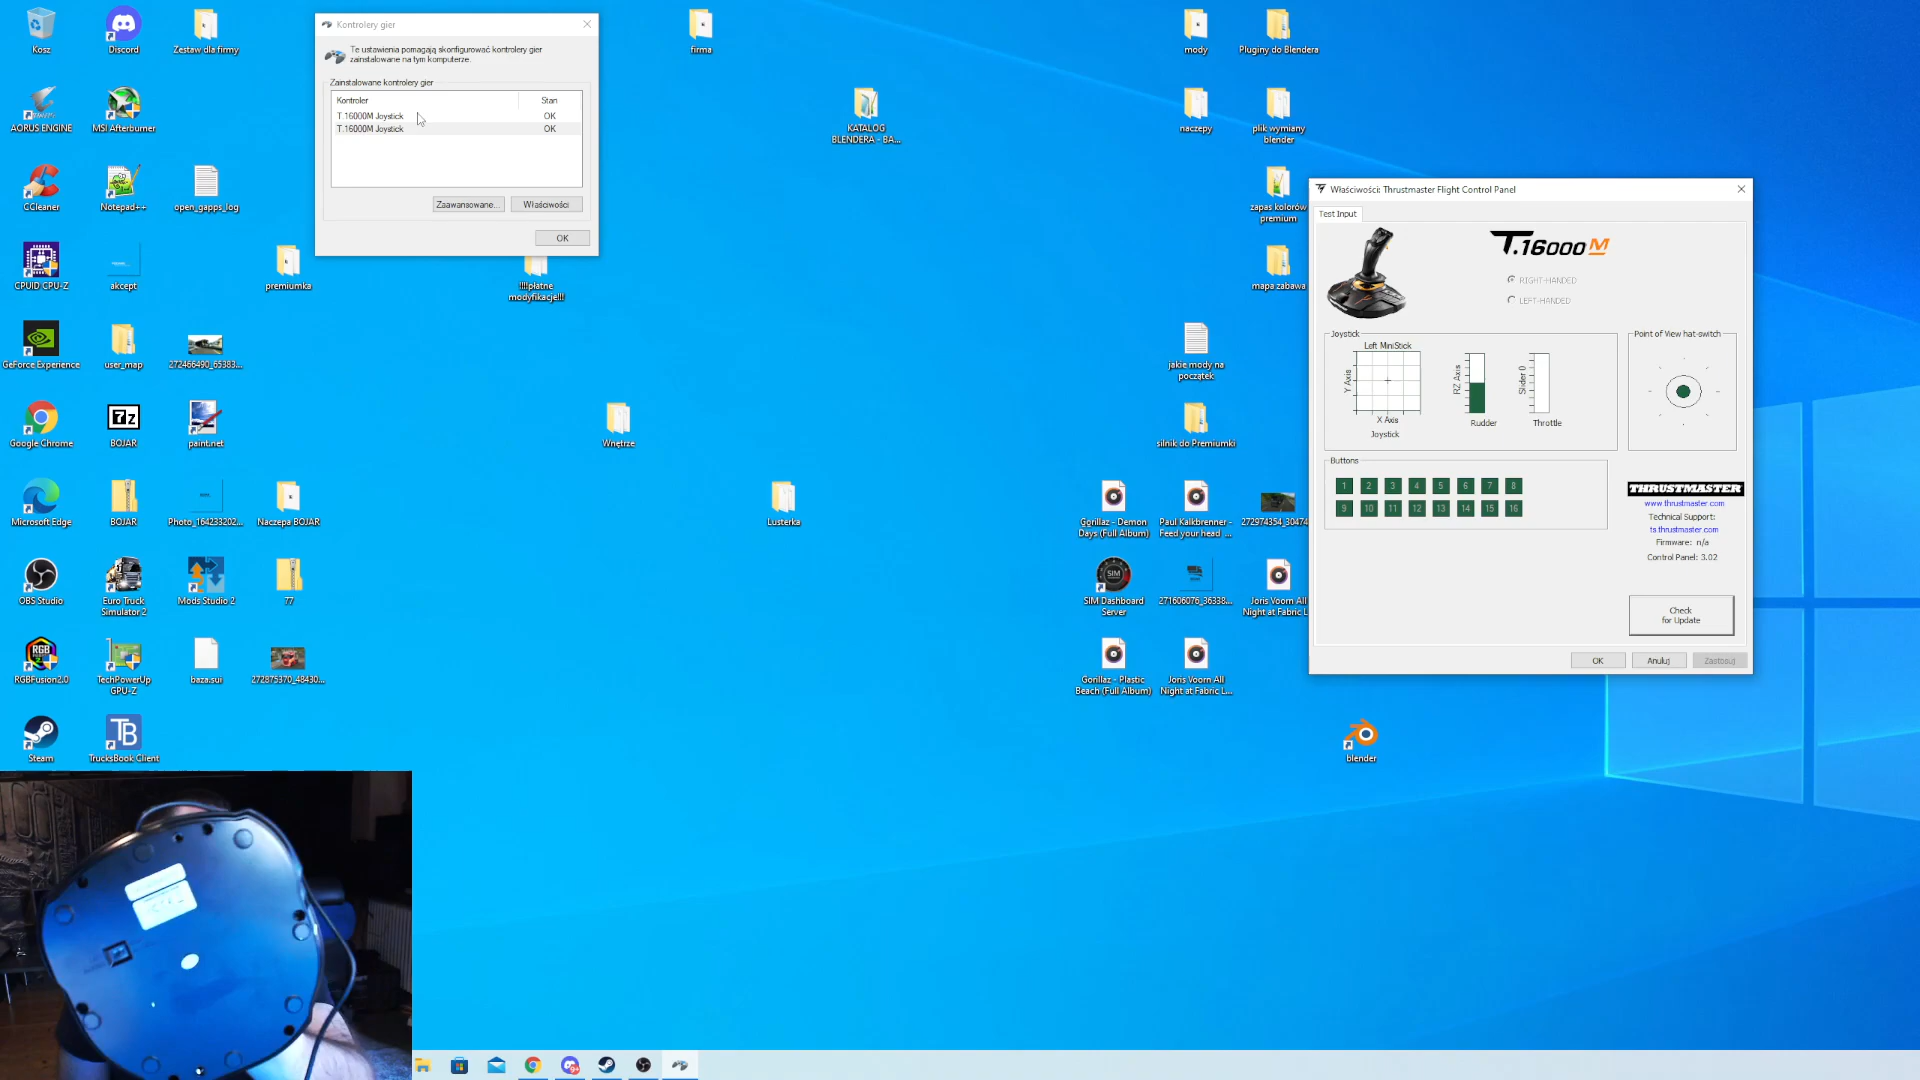 Kosz
Discord
Zestaw dla firmy
AORUS ENGINE
MSI Afterburner
CCleaner
Notepad++
open_gapps_log
CPUID CPU-Z
akcept
premiumka
GeForce Experience
user_map
272466490_65383...
Google Chrome
BOJAR
paint.net
Microsoft Edge
BOJAR
Photo_164233202...
Naczepa BOJAR
OBS Studio
Euro Truck
Simulator 2
Mods Studio 2
77
RGBFusion2.0
TechPowerUp
GPU-Z
baza.sui
272875370_48430...
Steam
TrucksBook Client
Kontrolery gier
Te ustawienia pomagają skonfigurować kontrolery gier
zainstalowane na tym komputerze.
Zainstalowane kontrolery gier
Kontroler Stan
T.16000M Joystick OK
T.16000M Joystick OK
Zaawansowane... Właściwości
OK
!!!!płatne
modyfikacje!!!
Wnętrze
firma
KATALOG
BLENDERA - BA...
Lusterka
mody
Pluginy do Blendera
naczepy
plik wymiany
blender
zapas kolorów
premium
mapa zabawa
jakie mody na
początek
silnik do Premiumki
Gorillaz - Demon
Days (Full Album)
Paul Kalkbrenner -
Feed your head ...
272974354_30474
SIM Dashboard
Server
271606076_36338...
Joris Voorn All
Night at Fabric L
Gorillaz - Plastic
Beach (Full Album)
Joris Voorn All
Night at Fabric L...
blender
Właściwości: Thrustmaster Flight Control Panel
Test Input
T.16000M
RIGHT-HANDED
LEFT-HANDED
Joystick
Left MiniStick
Y Axis
X Axis
Joystick
RZ Axis
Rudder
Slider 0
Throttle
Point of View hat-switch
Buttons
1 2 3 4 5 6 7 8
9 10 11 12 13 14 15 16
THRUSTMASTER
www.thrustmaster.com
Technical Support:
ts.thrustmaster.com
Firmware: n/a
Control Panel: 3.02
Check
for Update
OK Anuluj Zastosuj